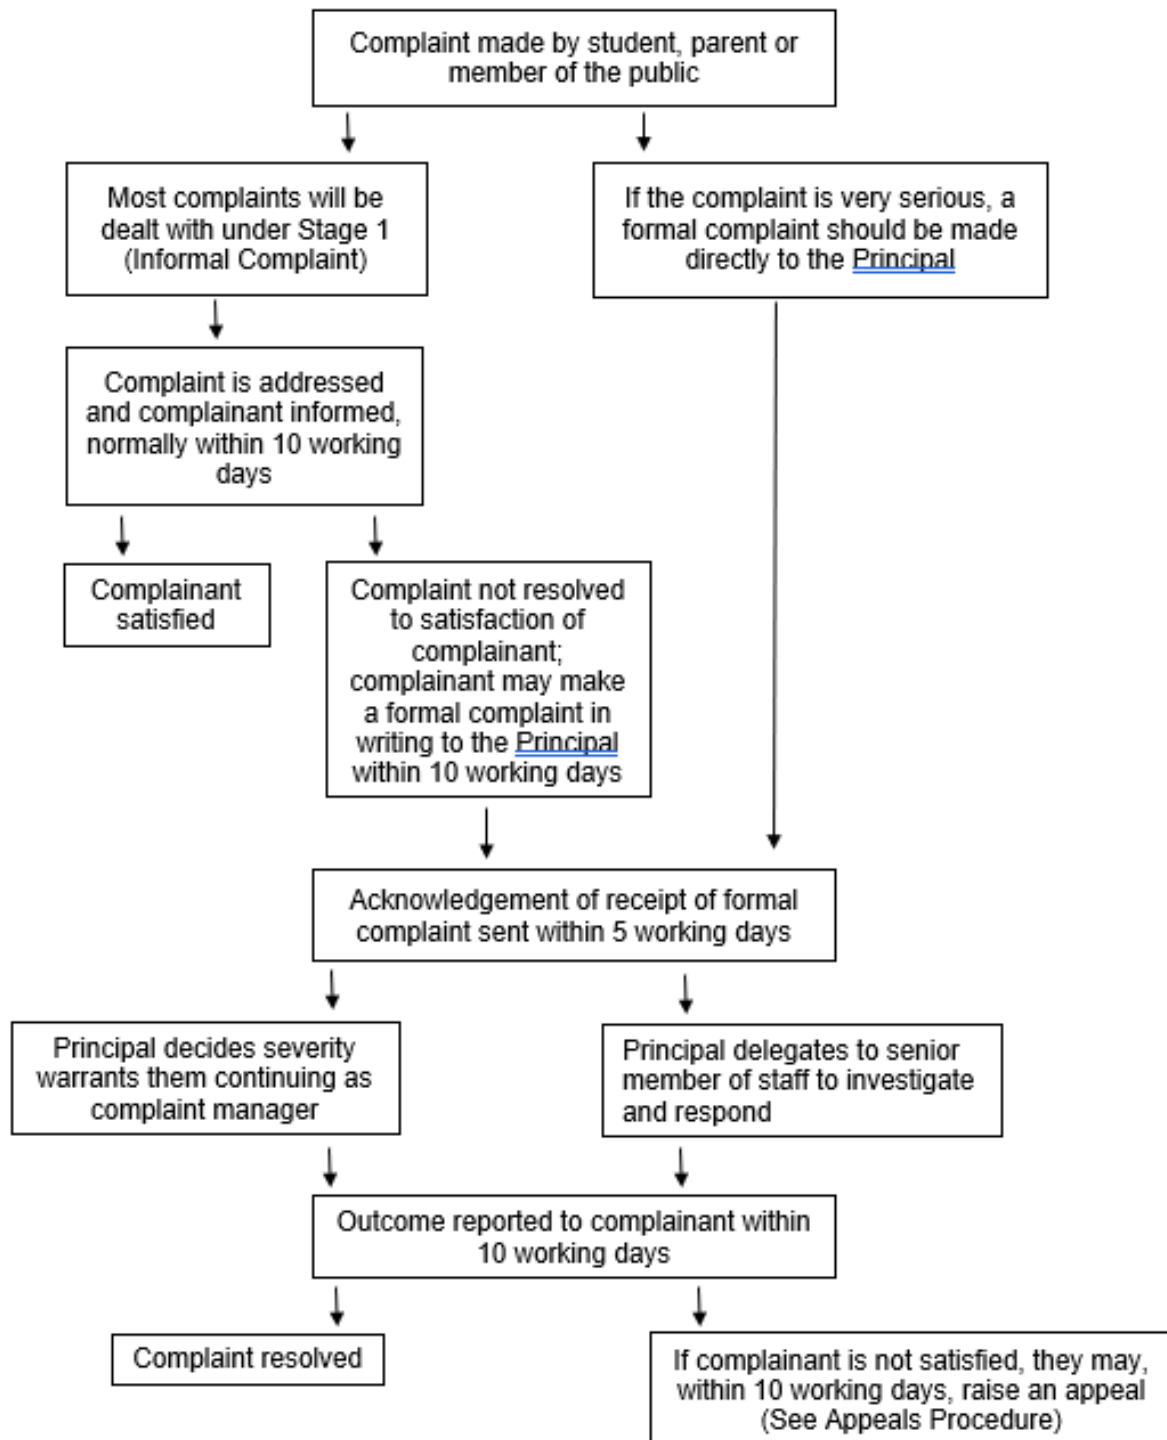 Complaint made by student, parent or
member of the public
Most complaints will be
dealt with under Stage 1
(Informal Complaint)
If the complaint is very serious, a
formal complaint should be made
directly to the Principal
Complaint is addressed
and complainant informed,
normally within 10 working
days
Complainant
satisfied
Complaint not resolved
to satisfaction of
complainant;
complainant may make
a formal complaint in
writing to the Principal
within 10 working days
Acknowledgement of receipt of formal
complaint sent within 5 working days
Principal decides severity
warrants them continuing as
complaint manager
Principal delegates to senior
member of staff to investigate
and respond
Outcome reported to complainant within
10 working days
Complaint resolved
If complainant is not satisfied, they may,
within 10 working days, raise an appeal
(See Appeals Procedure)